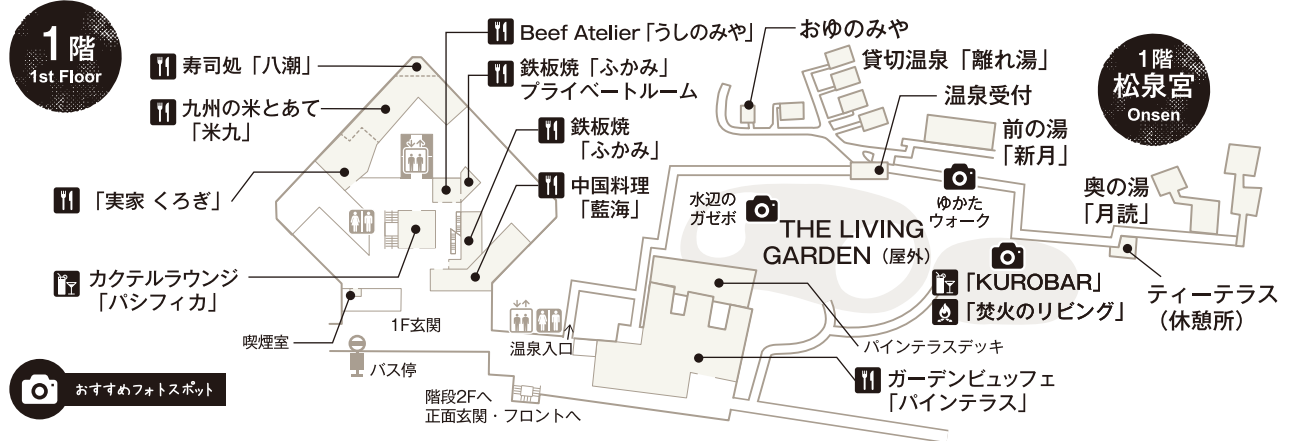 1階
1st Floor
寿司処「八潮」
九州の米とあて
「米九」
「実家 くろぎ」
カクテルラウンジ
「パシフィカ」
喫煙室
1F玄関
バス停
おすすめフォトスポット
Beef Atelier「うしのみや」
鉄板焼「ふかみ」
プライベートルーム
鉄板焼
「ふかみ」
中国料理
「藍海」
温泉入口
階段2Fへ
正面玄関・フロントへ
おゆのみや
貸切温泉「離れ湯」
温泉受付
前の湯
「新月」
水辺の
ガゼボ
THE LIVING
GARDEN（屋外）
ゆかた
ウォーク
奥の湯
「月読」
「KUROBAR」
「焚火のリビング」
ティーテラス
（休憩所）
パインテラスデッキ
ガーデンビュッフェ
「パインテラス」
1階
松泉宮
Onsen